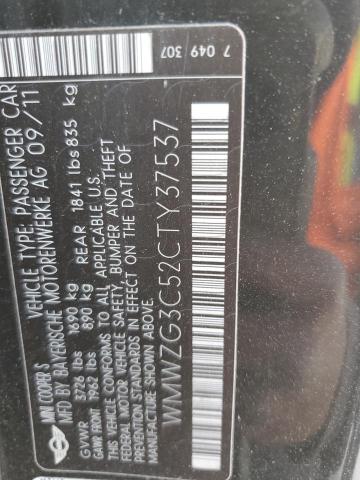 MINI COOPER S
VEHICLE TYPE: PASSENGER CAR
MFD BY BAYERISCHE MOTORENWERKE AG 09/11
GVWR 3726 lbs 1690 kg
GAWR FRONT 1962 lbs 890 kg REAR 1841 lbs 835 kg
THIS VEHICLE CONFORMS TO ALL APPLICABLE U.S.
FEDERAL MOTOR VEHICLE SAFETY, BUMPER AND THEFT
PREVENTION STANDARDS IN EFFECT ON THE DATE OF
MANUFACTURE SHOWN ABOVE.
WMWZG3C52CTY37537
7 049 307